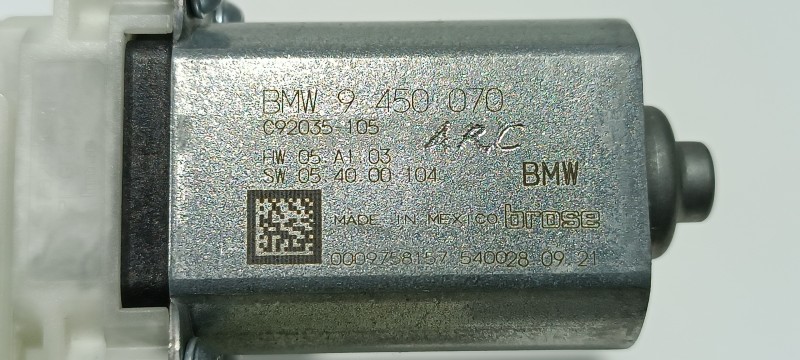 BMW 9 450 070
C92035-105
A.R.C
HW 05 A1 03
SW 05 40 00 104
BMW
MADE IN MEXICO brose
0009758157 540028-09 21